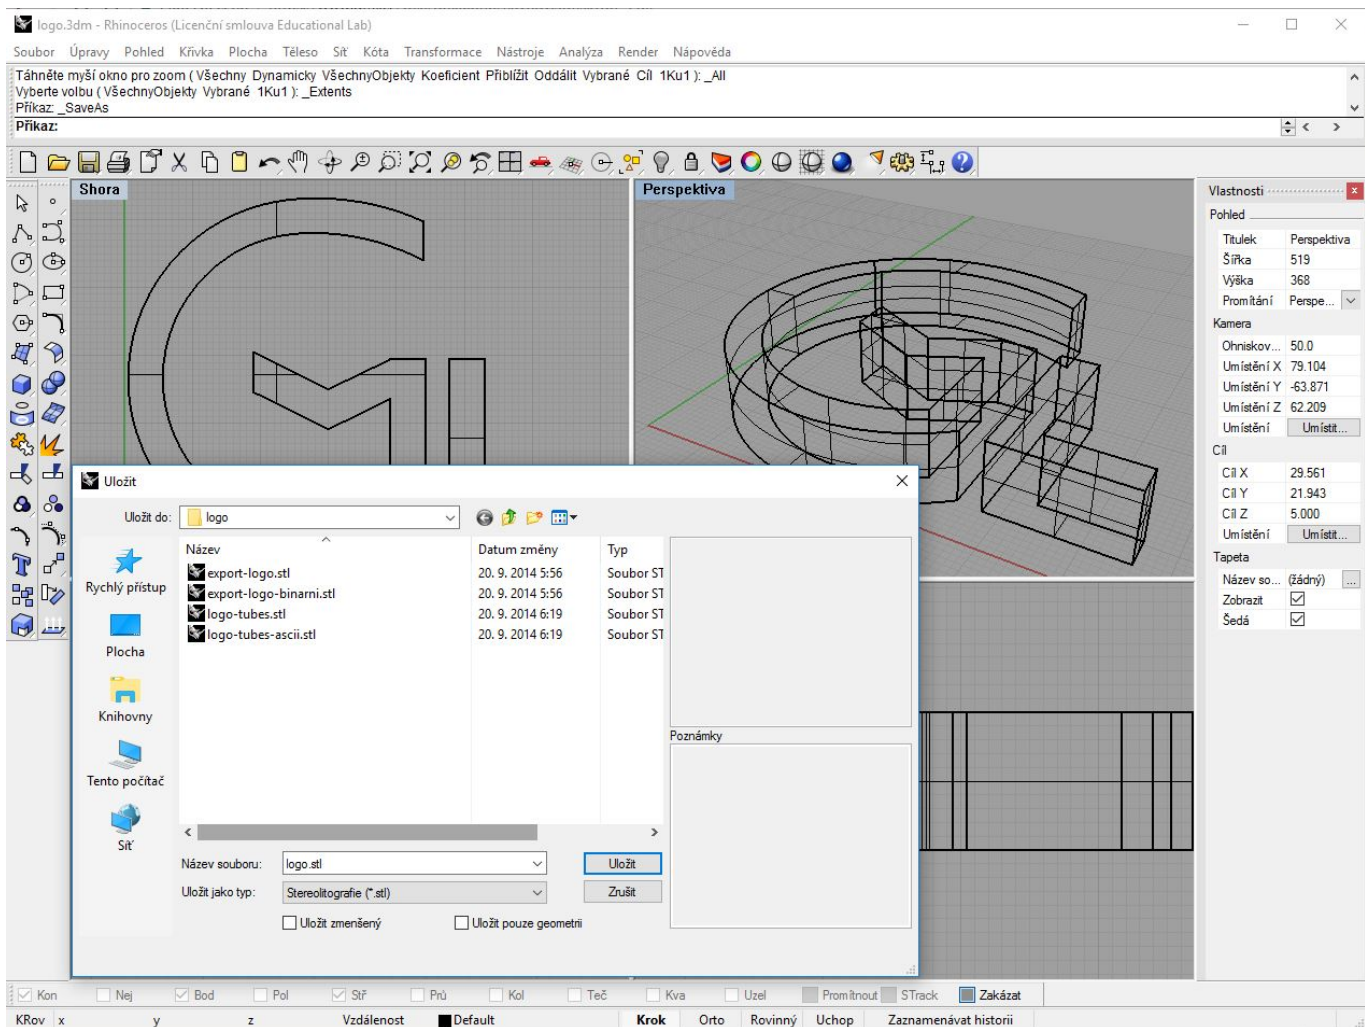 logo.3dm - Rhinoceros (Licenční smlouva Educational Lab)
Soubor Úpravy Pohled Křivka Plocha Těleso Síť Kóta Transformace Nástroje Analýza Render Nápověda
Táhněte myší okno pro zoom ( Všechny Dynamicky VšechnyObjekty Koeficient Přiblížit Oddálit Vybrané Cíl 1Ku1 ): _All
Vyberte volbu ( VšechnyObjekty Vybrané 1Ku1 ): _Extents
Příkaz: _SaveAs
Příkaz:
Shora
Perspektiva
Vlastnosti
Pohled
Titulek Perspektiva
Šířka 519
Výška 368
Promítání Perspe...
Kamera
Ohniskov... 50.0
Umístění X 79.104
Umístění Y -63.871
Umístění Z 62.209
Umístění Umístit...
Cíl
Cíl X 29.561
Cíl Y 21.943
Cíl Z 5.000
Umístění Umístit...
Tapeta
Název so... (žádný) ...
Zobrazit
Šedá
Uložit
Uložit do: logo
Název Datum změny Typ
export-logo.stl 20. 9. 2014 5:56 Soubor ST
export-logo-binarni.stl 20. 9. 2014 5:56 Soubor ST
logo-tubes.stl 20. 9. 2014 6:19 Soubor ST
logo-tubes-ascii.stl 20. 9. 2014 6:19 Soubor ST
Rychlý přístup
Plocha
Knihovny
Tento počítač
Síť
Poznámky
Název souboru: logo.stl Uložit
Uložit jako typ: Stereolitografie (*.stl) Zrušit
Uložit zmenšený Uložit pouze geometrii
Kon Nej Bod Pol Stř Prů Kol Teč Kva Uzel Promítnout STrack Zakázat
KRov x y z Vzdálenost Default Krok Orto Rovinný Uchop Zaznamenávat historii